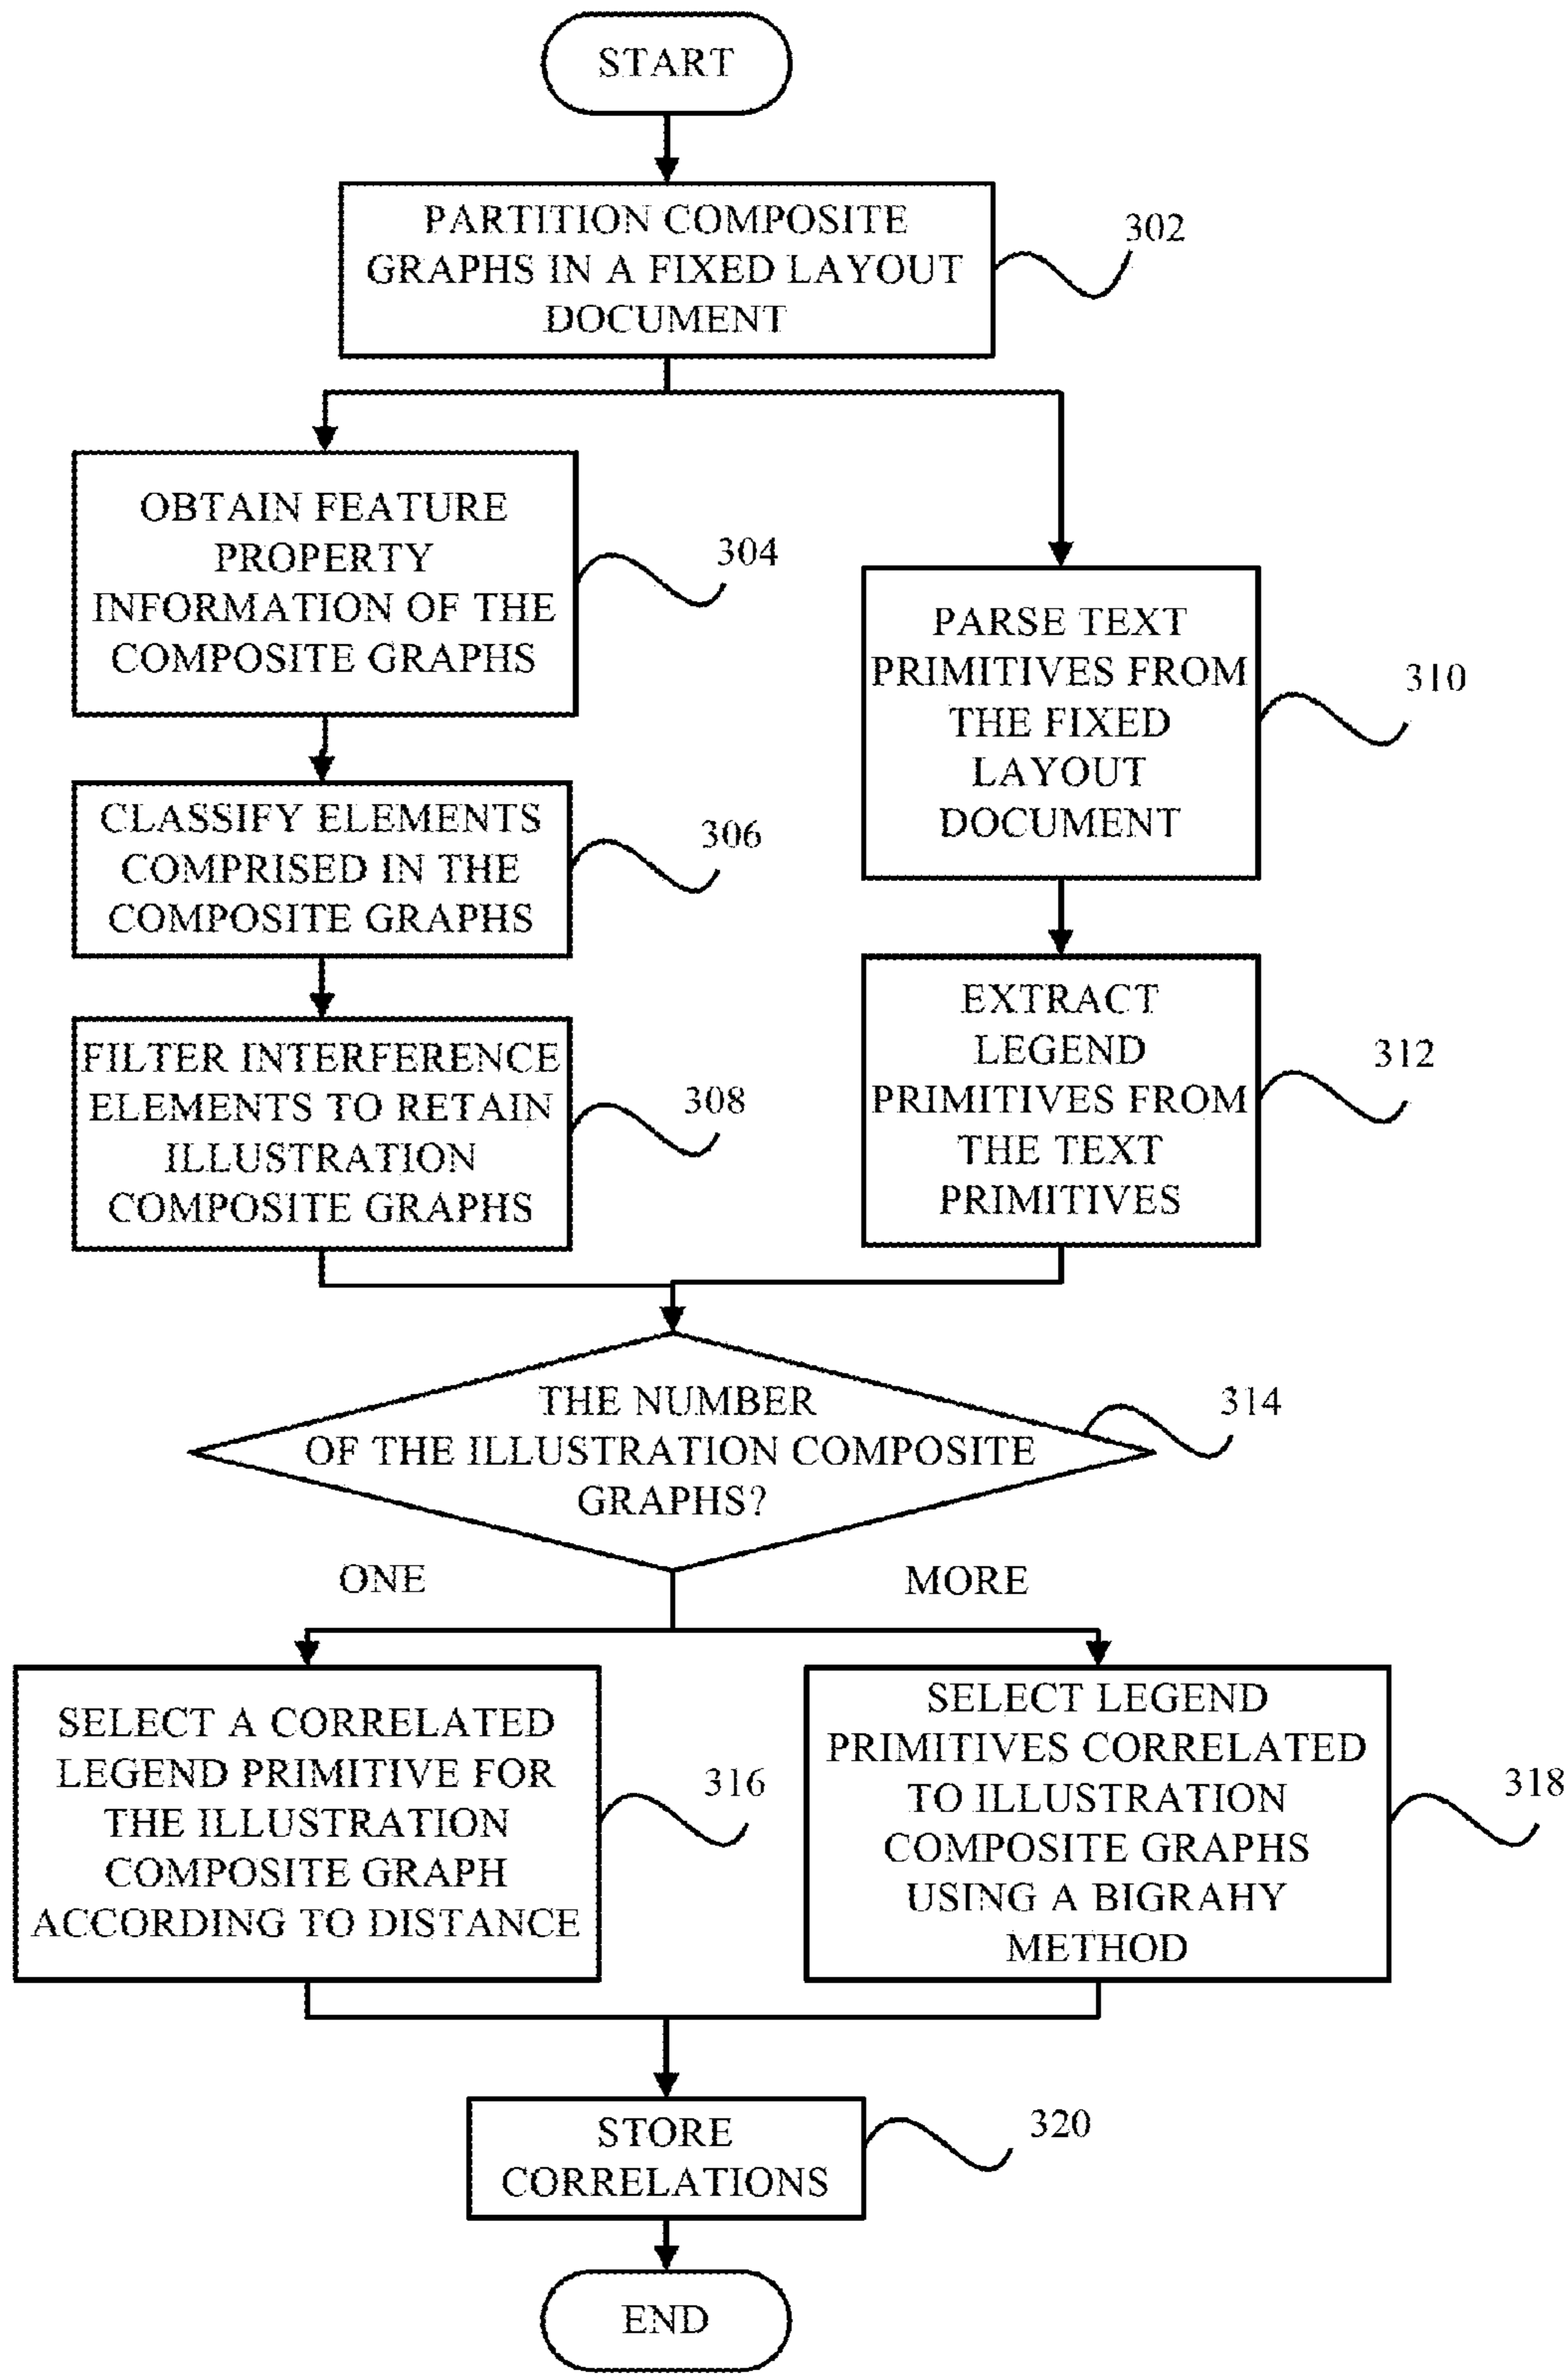 START
PARTITION COMPOSITE
GRAPHS IN A FIXED LAYOUT
DOCUMENT
302
OBTAIN FEATURE
PROPERTY
INFORMATION OF THE
COMPOSITE GRAPHS
304
CLASSIFY ELEMENTS
COMPRISED IN THE
COMPOSITE GRAPHS
306
FILTER INTERFERENCE
ELEMENTS TO RETAIN
ILLUSTRATION
COMPOSITE GRAPHS
308
PARSE TEXT
PRIMITIVES FROM
THE FIXED
LAYOUT
DOCUMENT
310
EXTRACT
LEGEND
PRIMITIVES FROM
THE TEXT
PRIMITIVES
312
THE NUMBER
OF THE ILLUSTRATION COMPOSITE
GRAPHS?
314
ONE
MORE
SELECT A CORRELATED
LEGEND PRIMITIVE FOR
THE ILLUSTRATION
COMPOSITE GRAPH
ACCORDING TO DISTANCE
316
SELECT LEGEND
PRIMITIVES CORRELATED
TO ILLUSTRATION
COMPOSITE GRAPHS
USING A BIGRAHY
METHOD
318
STORE
CORRELATIONS
320
END